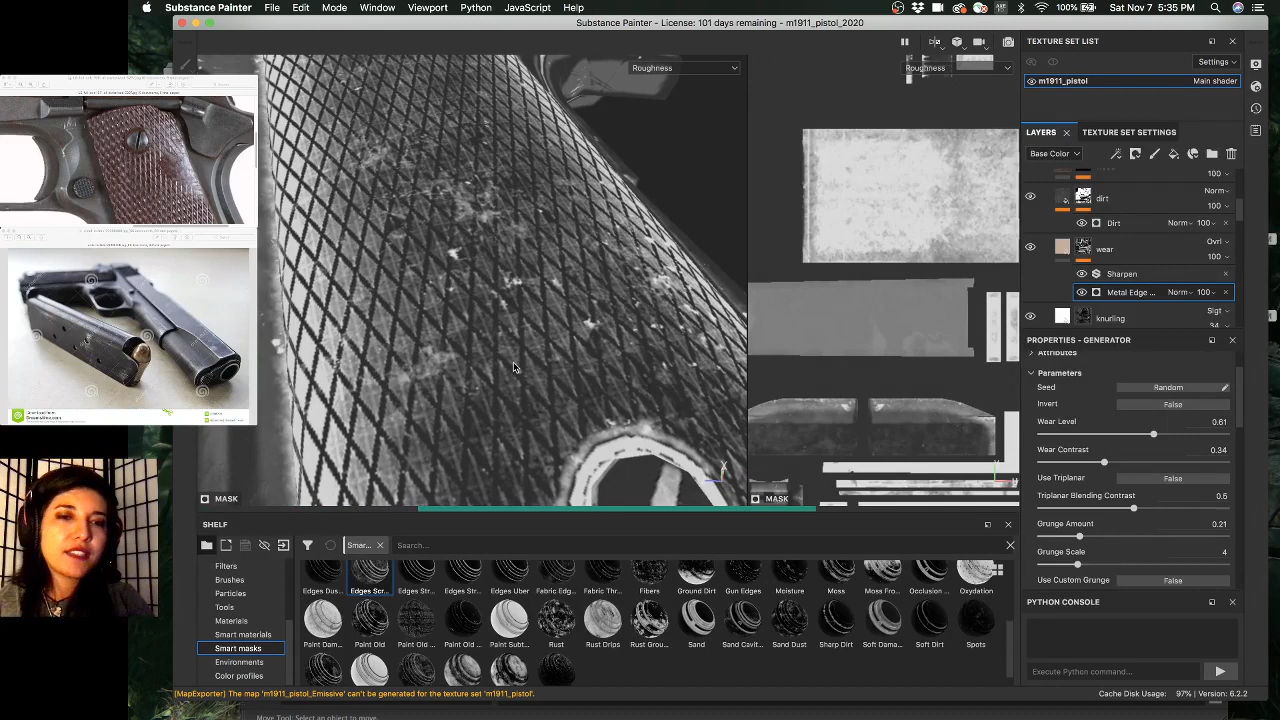 Substance Painter File Edit Mode Window Viewport Python Help 100% Sat Nov 7 5:35 PM
Substance Painter - License: 101 days remaining - m1911_pistol_2020
Roughness
Roughness
TEXTURE SET LIST
Settings
m1911_pistol Main shader
LAYERS TEXTURE SET SETTINGS
Base Color
100
dirt Norm 100
Dirt Norm 100
wear Ovrl 100
Sharpen
Metal Edge ... Norm 100
knurling Slgt
PROPERTIES - GENERATOR
Attributes
Parameters
Seed Random
Invert False
Wear Level 0.61
Wear Contrast 0.34
Use Triplanar False
Triplanar Blending Contrast 0.5
Grunge Amount 0.21
Grunge Scale 4
Use Custom Grunge False
MASK
MASK
Y
SHELF
Smar... Search...
Filters
Brushes
Particles
Tools
Materials
Smart materials
Smart masks
Environments
Color profiles
Edges Dus... Edges Scr... Edges Str... Edges Str... Edges Uber Fabric Edg... Fabric Thr... Fibers Ground Dirt Gun Edges Moisture Moss Moss Fro... Occlusion ... Oxydation
Paint Dam... Paint Old Paint Old ... Paint Old ... Paint Subt... Rust Rust Drips Rust Grou... Sand Sand Cavit... Sand Dust Sharp Dirt Soft Dama... Soft Dirt Spots
PYTHON CONSOLE
Execute Python command...
[MapExporter] The map 'm1911_pistol_Emissive' can't be generated for the texture set 'm1911_pistol'.
Cache Disk Usage: 97% | Version: 6.2.2
Move Tool: Select an object to move.